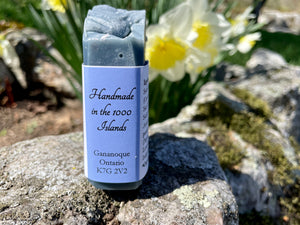 Handmade
in the 1000
Islands
Gananoque
Ontario
K7G 2V2